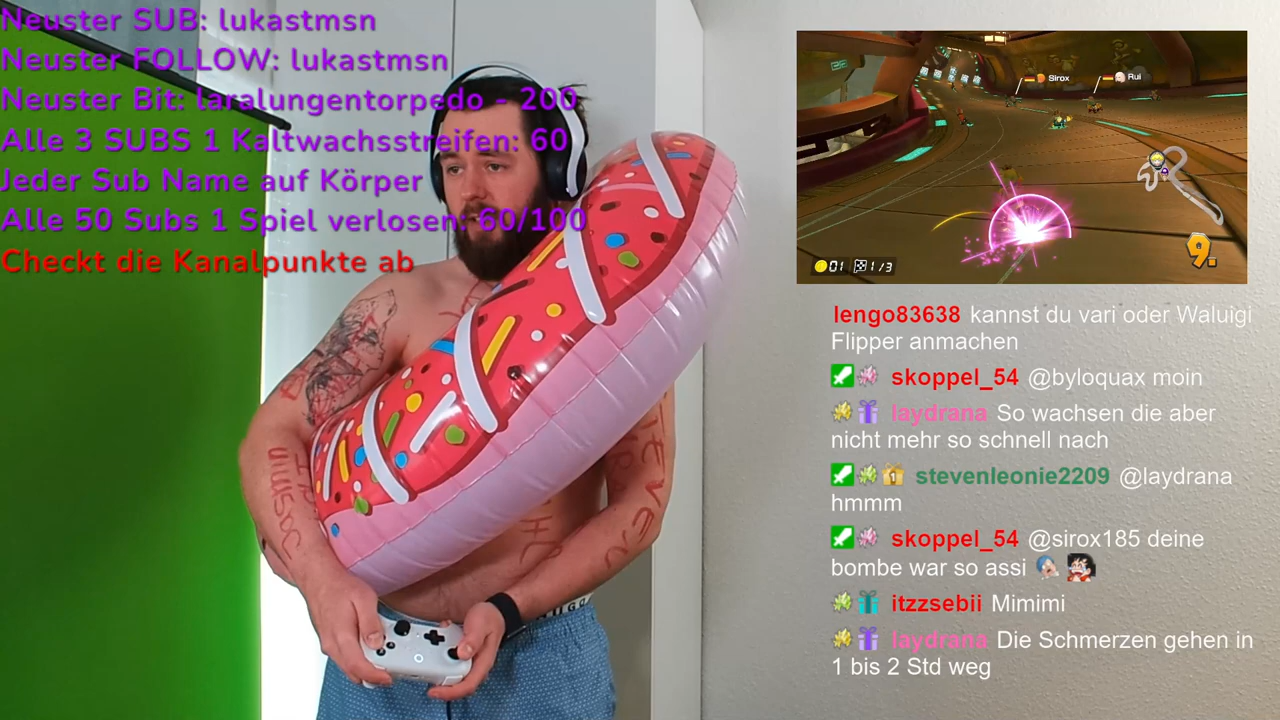 Neuster SUB: lukastmsn
Neuster FOLLOW: lukastmsn
Neuster Bit: laralungentorpedo - 200
Alle 3 SUBS 1 Kaltwachsstreifen: 60
Jeder Sub Name auf Körper
Alle 50 Subs 1 Spiel verlosen: 60/100
Checkt die Kanalpunkte ab
Sirox
Rui
01 1/3
9.
lengo83638 kannst du vari oder Waluigi
Flipper anmachen
skoppel_54 @byloquax moin
laydrana So wachsen die aber
nicht mehr so schnell nach
1 stevenleonie2209 @laydrana
hmmm
skoppel_54 @sirox185 deine
bombe war so assi
itzzsebii Mimimi
laydrana Die Schmerzen gehen in
1 bis 2 Std weg